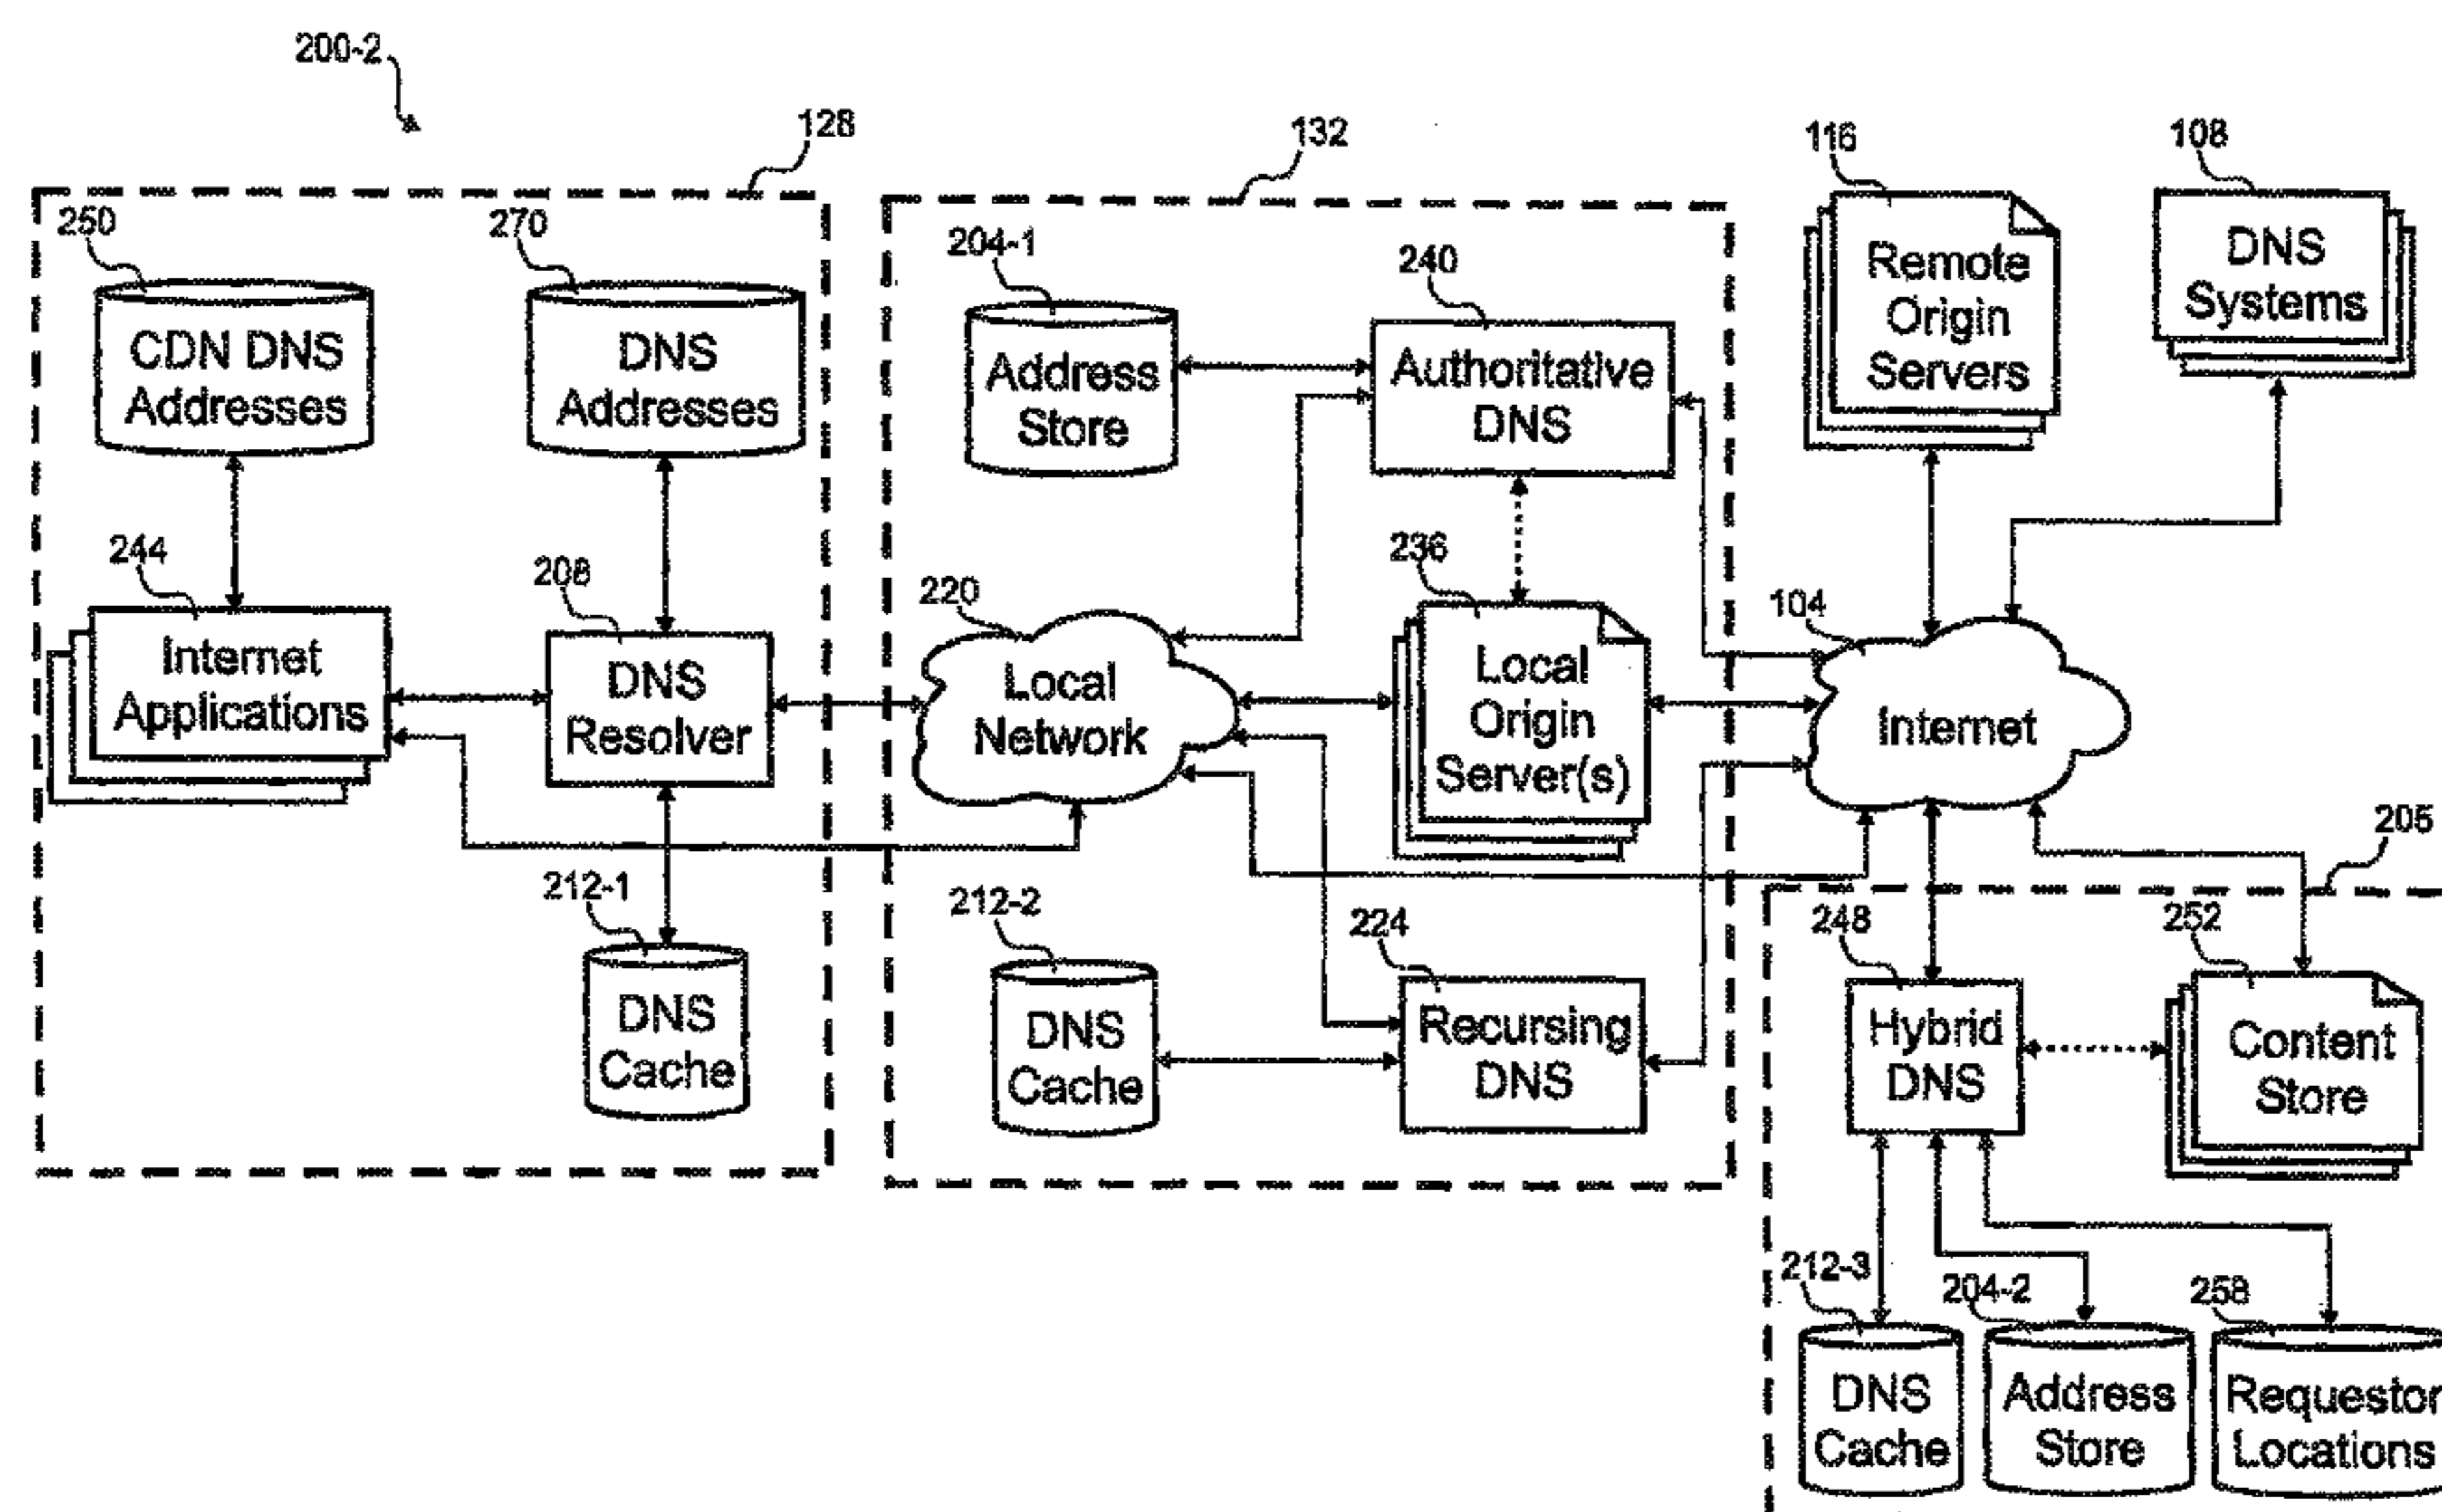 200-2
128
132
116
108
250
CDN DNS
Addresses
270
DNS
Addresses
204-1
Address
Store
240
Authoritative
DNS
Remote
Origin
Servers
DNS
Systems
244
Internet
Applications
208
DNS
Resolver
220
Local
Network
236
Local
Origin
Server(s)
104
Internet
205
212-1
DNS
Cache
212-2
DNS
Cache
224
Recursing
DNS
248
Hybrid
DNS
252
Content
Store
212-3
DNS
Cache
204-2
Address
Store
258
Requestor
Locations